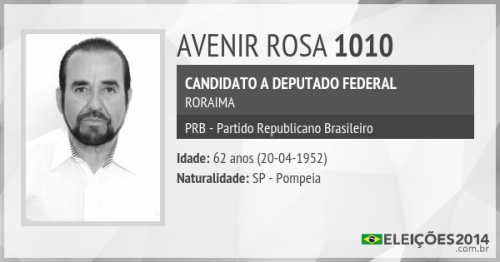 AVENIR ROSA 1010
CANDIDATO A DEPUTADO FEDERAL
RORAIMA
PRB - Partido Republicano Brasileiro
Idade: 62 anos (20-04-1952)
Naturalidade: SP - Pompeia
ELEIÇÕES2014
.com.br